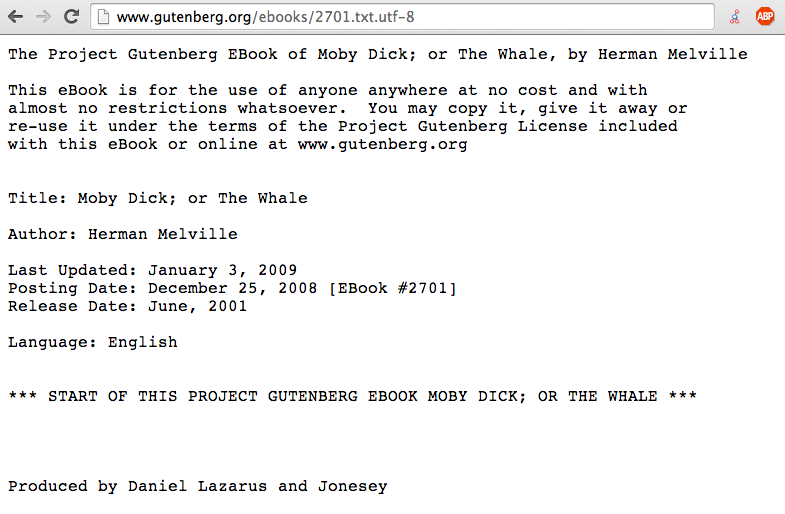 www.gutenberg.org/ebooks/2701.txt.utf-8
ABP
The Project Gutenberg EBook of Moby Dick; or The Whale, by Herman Melville
This eBook is for the use of anyone anywhere at no cost and with
almost no restrictions whatsoever.  You may copy it, give it away or
re-use it under the terms of the Project Gutenberg License included
with this eBook or online at www.gutenberg.org
Title: Moby Dick; or The Whale
Author: Herman Melville
Last Updated: January 3, 2009
Posting Date: December 25, 2008 [EBook #2701]
Release Date: June, 2001
Language: English
*** START OF THIS PROJECT GUTENBERG EBOOK MOBY DICK; OR THE WHALE ***
Produced by Daniel Lazarus and Jonesey